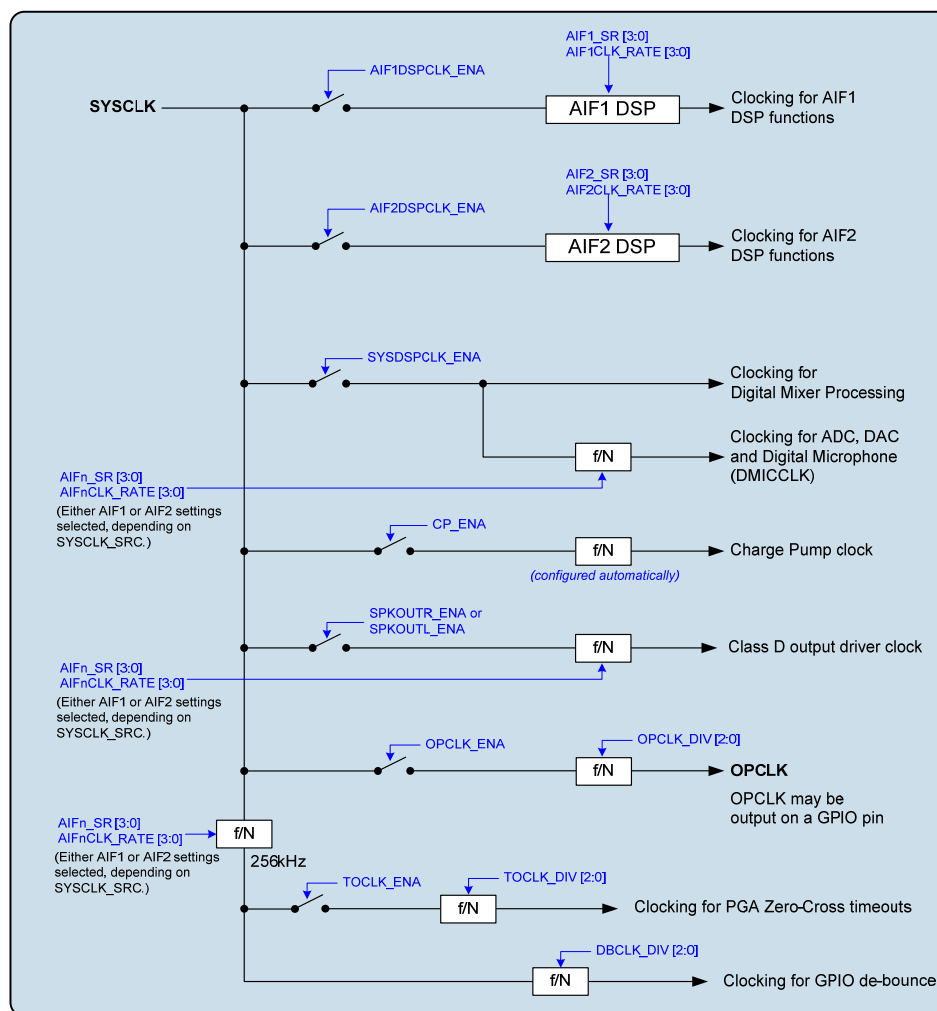 AIF1_SR [3:0]
AIF1CLK_RATE [3:0]
AIF1DSPCLK_ENA
SYSCLK
AIF1 DSP
Clocking for AIF1
DSP functions
AIF2_SR [3:0]
AIF2CLK_RATE [3:0]
AIF2DSPCLK_ENA
AIF2 DSP
Clocking for AIF2
DSP functions
SYSDSPCLK_ENA
Clocking for
Digital Mixer Processing
AIFn_SR [3:0]
AIFnCLK_RATE [3:0]
(Either AIF1 or AIF2 settings
selected, depending on
SYSCLK_SRC.)
f/N
Clocking for ADC, DAC
and Digital Microphone
(DMICCLK)
CP_ENA
f/N
(configured automatically)
Charge Pump clock
SPKOUTR_ENA or
SPKOUTL_ENA
f/N
Class D output driver clock
AIFn_SR [3:0]
AIFnCLK_RATE [3:0]
(Either AIF1 or AIF2 settings
selected, depending on
SYSCLK_SRC.)
OPCLK_ENA
OPCLK_DIV [2:0]
f/N
OPCLK
OPCLK may be
output on a GPIO pin
AIFn_SR [3:0]
AIFnCLK_RATE [3:0]
(Either AIF1 or AIF2 settings
selected, depending on
SYSCLK_SRC.)
f/N
256kHz
TOCLK_ENA
TOCLK_DIV [2:0]
f/N
Clocking for PGA Zero-Cross timeouts
DBCLK_DIV [2:0]
f/N
Clocking for GPIO de-bounce